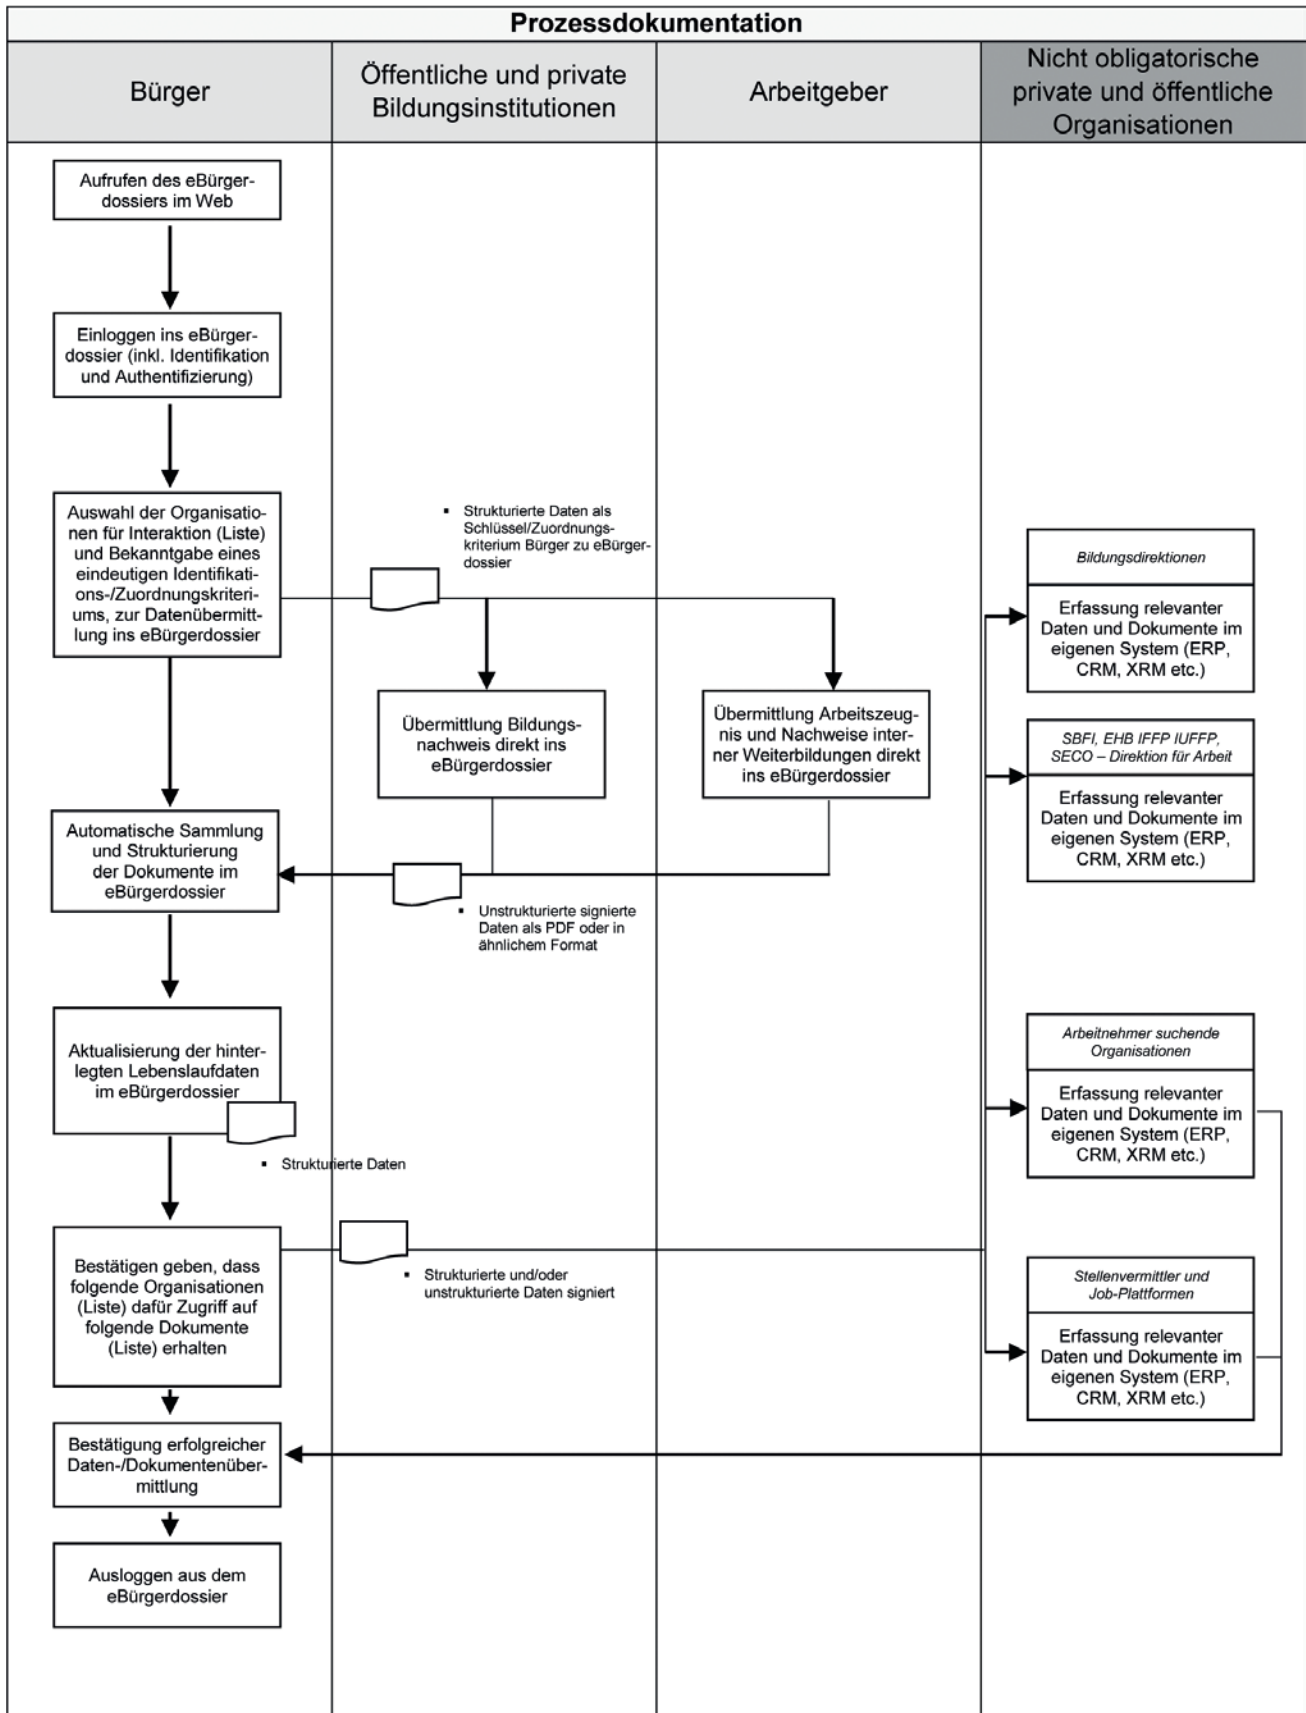 Prozessdokumentation
Bürger
Öffentliche und private
Bildungsinstitutionen
Arbeitgeber
Nicht obligatorische
private und öffentliche
Organisationen
Aufrufen des eBürger-
dossiers im Web
Einloggen ins eBürger-
dossier (inkl. Identifikation
und Authentifizierung)
Auswahl der Organisatio-
nen für Interaktion (Liste)
und Bekanntgabe eines
eindeutigen Identifikati-
ons-/Zuordnungskriteri-
ums, zur Datenübermitt-
lung ins eBürgerdossier
▪ Strukturierte Daten als
Schlüssel/Zuordnungs-
kriterium Bürger zu eBürger-
dossier
Übermittlung Bildungs-
nachweis direkt ins
eBürgerdossier
Übermittlung Arbeitszeug-
nis und Nachweise inter-
ner Weiterbildungen direkt
ins eBürgerdossier
Bildungsdirektionen
Erfassung relevanter
Daten und Dokumente im
eigenen System (ERP,
CRM, XRM etc.)
SBFI, EHB IFFP IUFFP,
SECO – Direktion für Arbeit
Erfassung relevanter
Daten und Dokumente im
eigenen System (ERP,
CRM, XRM etc.)
Automatische Sammlung
und Strukturierung
der Dokumente im
eBürgerdossier
▪ Unstrukturierte signierte
Daten als PDF oder in
ähnlichem Format
Aktualisierung der hinter-
legten Lebenslaufdaten
im eBürgerdossier
▪ Strukturierte Daten
Arbeitnehmer suchende
Organisationen
Erfassung relevanter
Daten und Dokumente im
eigenen System (ERP,
CRM, XRM etc.)
Bestätigen geben, dass
folgende Organisationen
(Liste) dafür Zugriff auf
folgende Dokumente
(Liste) erhalten
▪ Strukturierte und/oder
unstrukturierte Daten signiert
Stellenvermittler und
Job-Plattformen
Erfassung relevanter
Daten und Dokumente im
eigenen System (ERP,
CRM, XRM etc.)
Bestätigung erfolgreicher
Daten-/Dokumentenüber-
mittlung
Ausloggen aus dem
eBürgerdossier